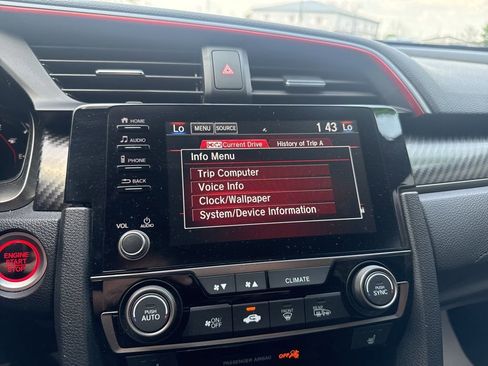 HOME
AUDIO
PHONE
BACK
VOL
AUDIO
Lo MENU SOURCE 1 43 Lo
Current Drive History of Trip A
Info Menu
Trip Computer
Voice Info
Clock/Wallpaper
System/Device Information
ENGINE
START
STOP
CLIMATE
PUSH
AUTO
PUSH
SYNC
ON/
OFF
REAR
PASSENGER AIRBAG
OFF